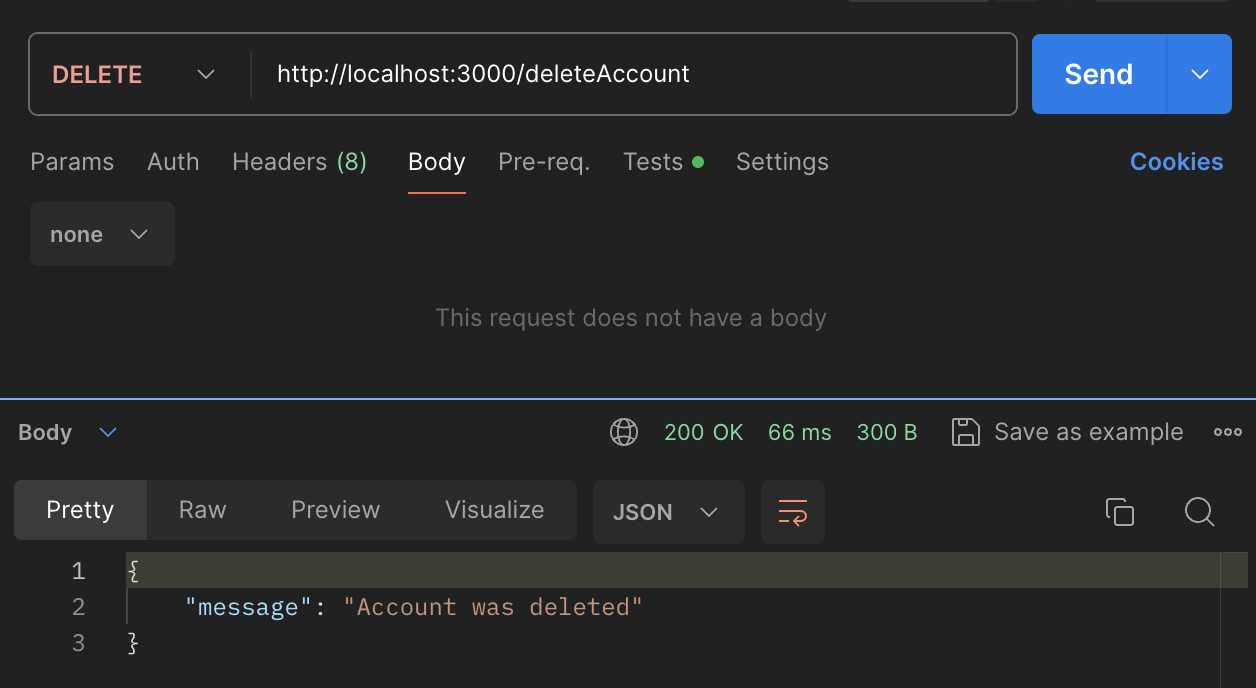 DELETE http://localhost:3000/deleteAccount Send
Params Auth Headers (8) Body Pre-req. Tests Settings Cookies
none
This request does not have a body
Body 200 OK 66 ms 300 B Save as example
Pretty Raw Preview Visualize JSON
1 {
2 "message": "Account was deleted"
3 }